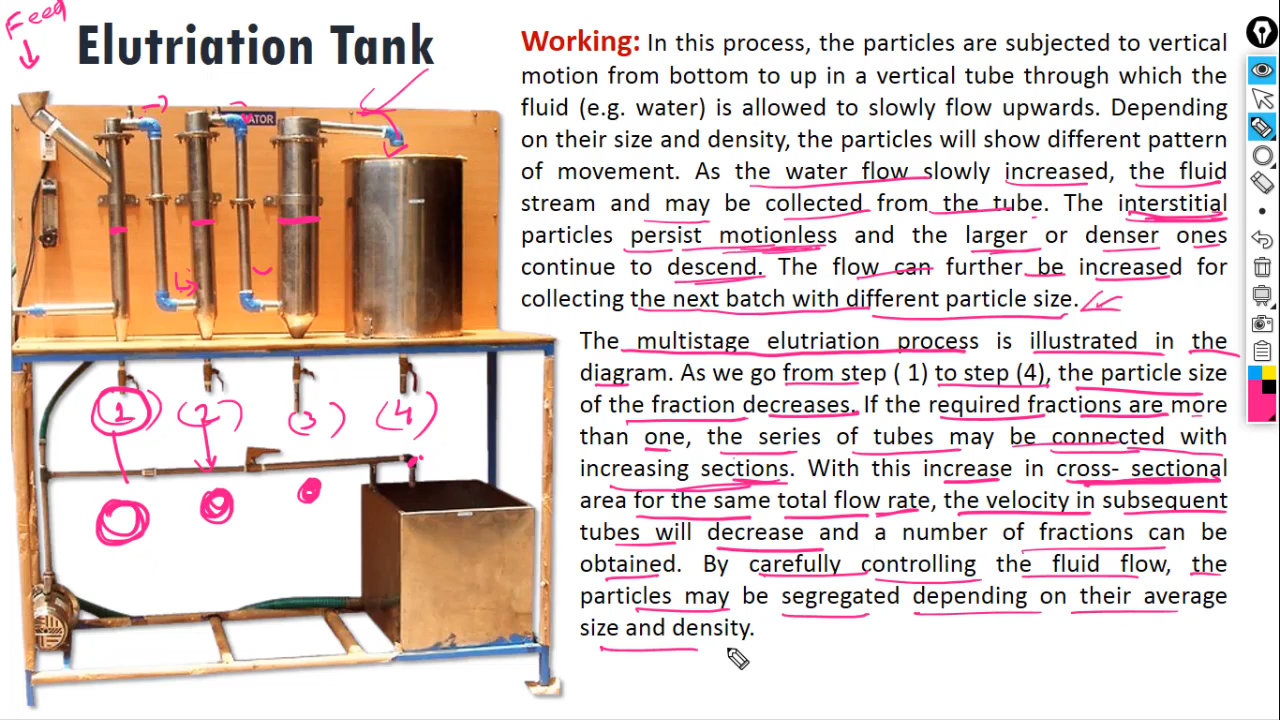 Feed
Elutriation Tank
ATOR
(1)
(2)
(3)
(4)
Working: In this process, the particles are subjected to vertical
motion from bottom to up in a vertical tube through which the
fluid (e.g. water) is allowed to slowly flow upwards. Depending
on their size and density, the particles will show different pattern
of movement. As the water flow slowly increased, the fluid
stream and may be collected from the tube. The interstitial
particles persist motionless and the larger or denser ones
continue to descend. The flow can further be increased for
collecting the next batch with different particle size.
The multistage elutriation process is illustrated in the
diagram. As we go from step ( 1) to step (4), the particle size
of the fraction decreases. If the required fractions are more
than one, the series of tubes may be connected with
increasing sections. With this increase in cross- sectional
area for the same total flow rate, the velocity in subsequent
tubes will decrease and a number of fractions can be
obtained. By carefully controlling the fluid flow, the
particles may be segregated depending on their average
size and density.